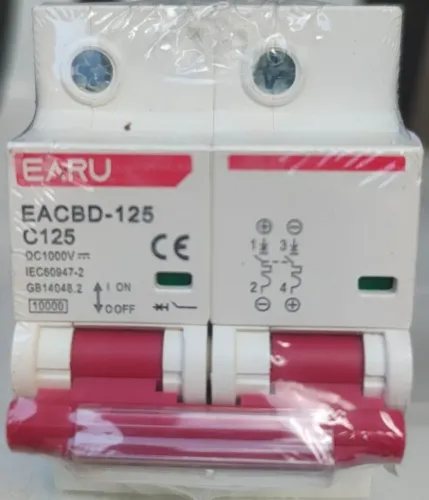 EARU
EACBD-125
C125
DC1000V⎓
IEC60947-2
GB14048.2
I ON
O OFF
10000
CE
⊕ ⊖
1 3
2 4
⊖ ⊕